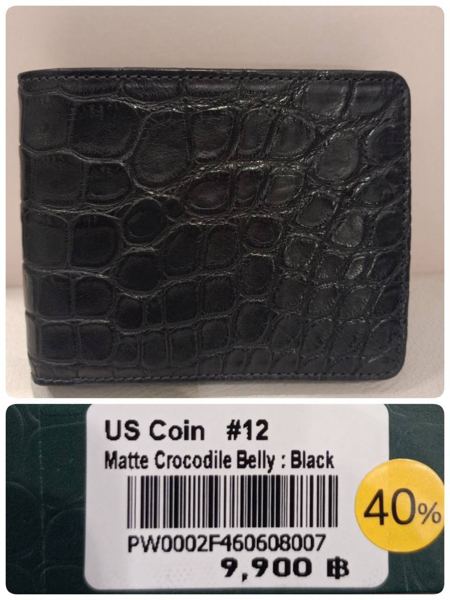 US Coin #12
Matte Crocodile Belly : Black
40%
PW0002F460608007
9,900 ฿